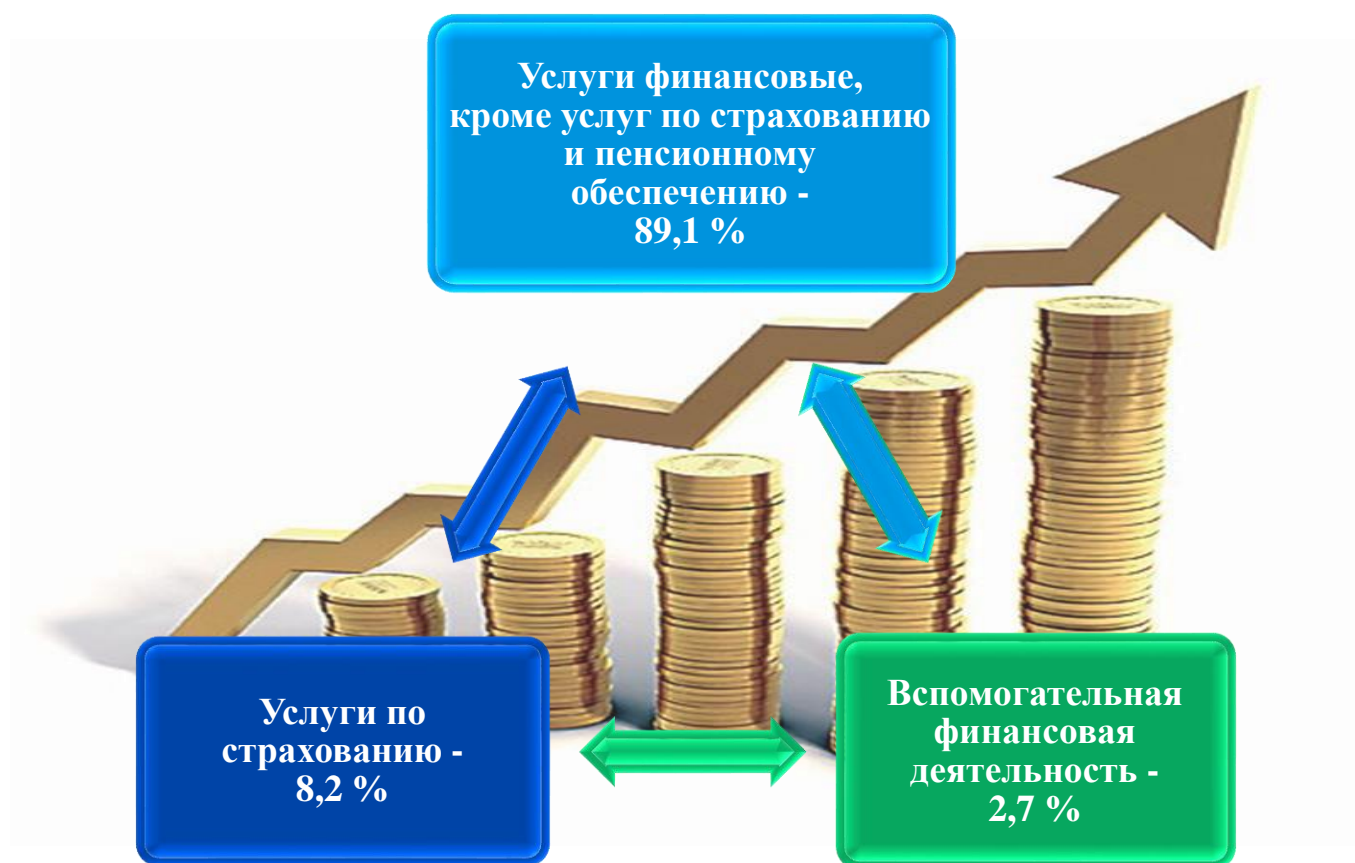 Услуги финансовые,
кроме услуг по страхованию
и пенсионному
обеспечению -
89,1 %
Услуги по
страхованию -
8,2 %
Вспомогательная
финансовая
деятельность -
2,7 %